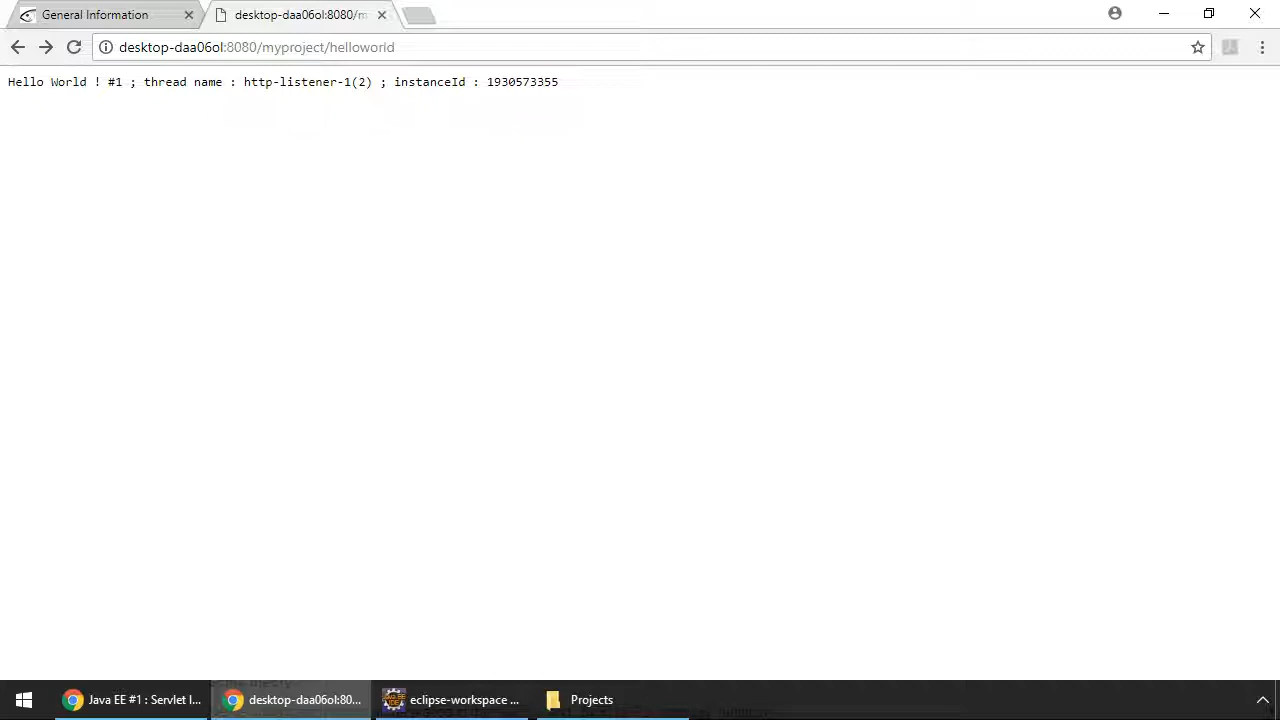 General Information
desktop-daa06ol:8080/m
desktop-daa06ol:8080/myproject/helloworld
Hello World ! #1 ; thread name : http-listener-1(2) ; instanceId : 1930573355
Java EE #1 : Servlet I...
desktop-daa06ol:80...
eclipse-workspace ...
Projects